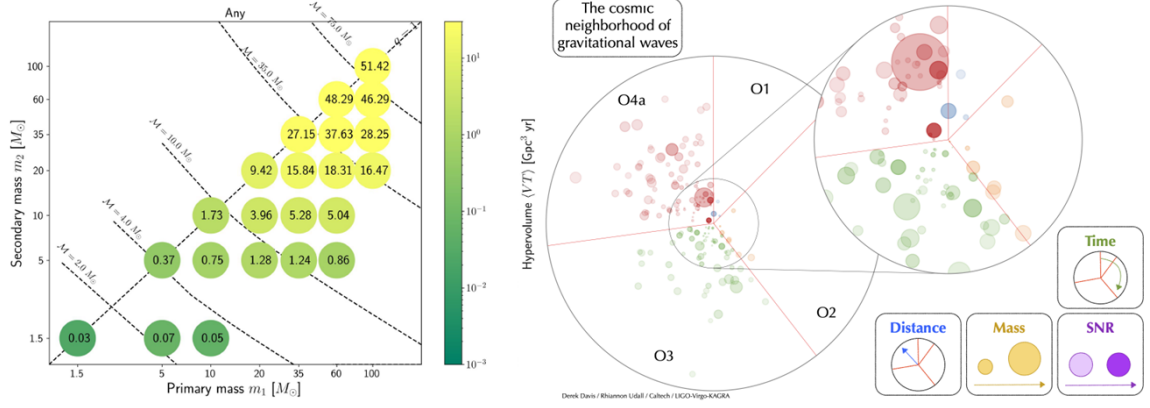 Any
ℳ = 75.0 M⊙
ℳ = 35.0 M⊙
ℳ = 10.0 M⊙
ℳ = 4.0 M⊙
ℳ = 2.0 M⊙
Secondary mass m₂ [M⊙]
100
60
35
20
10
5
1.5
51.42
48.29 46.29
27.15 37.63 28.25
9.42 15.84 18.31 16.47
1.73 3.96 5.28 5.04
0.37 0.75 1.28 1.24 0.86
0.03 0.07 0.05
1.5 5 10 20 35 60 100
Primary mass m₁ [M⊙]
10¹
10⁰
10⁻¹
10⁻²
10⁻³
Hypervolume ⟨VT⟩ [Gpc³ yr]
The cosmic
neighborhood of
gravitational waves
O4a
O1
O2
O3
Time
Distance
Mass
SNR
Derek Davis / Rhiannon Udall / Caltech / LIGO-Virgo-KAGRA